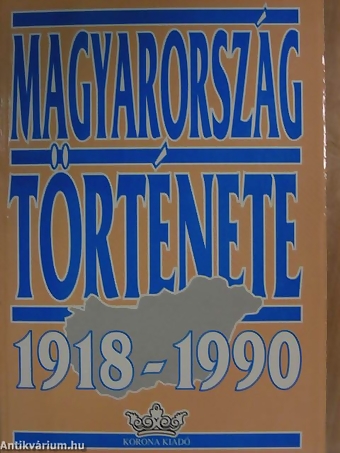 MAGYARORSZÁG
TÖRTÉNETE
1918-1990
KORONA KIADÓ
Antikvárium.hu